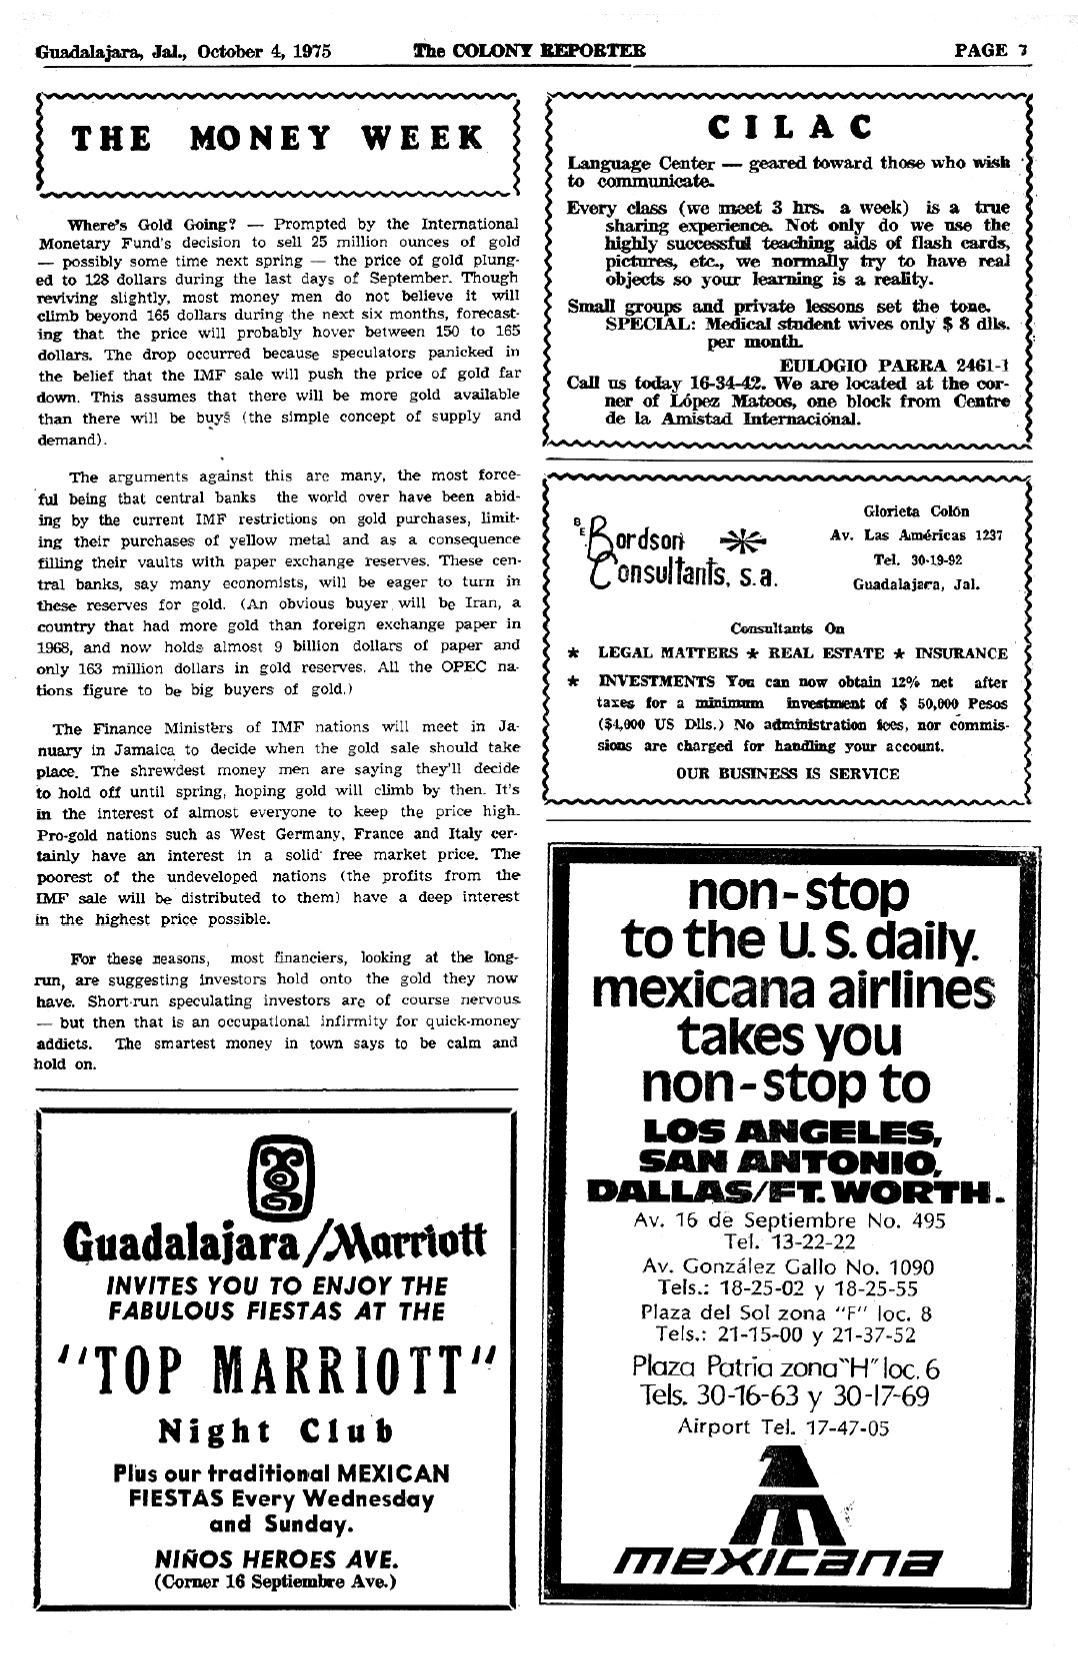 Guadalajara, Jal., October 4, 1975 The COLONY REPORTER PAGE 7
THE MONEY WEEK
Where's Gold Going? — Prompted by the International
Monetary Fund's decision to sell 25 million ounces of gold
— possibly some time next spring — the price of gold plung-
ed to 128 dollars during the last days of September. Though
reviving slightly, most money men do not believe it will
climb beyond 165 dollars during the next six months, forecast-
ing that the price will probably hover between 150 to 165
dollars. The drop occurred because speculators panicked in
the belief that the IMF sale will push the price of gold far
down. This assumes that there will be more gold available
than there will be buys (the simple concept of supply and
demand).
The arguments against this are many, the most force-
ful being that central banks the world over have been abid-
ing by the current IMF restrictions on gold purchases, limit-
ing their purchases of yellow metal and as a consequence
filling their vaults with paper exchange reserves. These cen-
tral banks, say many economists, will be eager to turn in
these reserves for gold. (An obvious buyer will be Iran, a
country that had more gold than foreign exchange paper in
1968, and now holds almost 9 billion dollars of paper and
only 163 million dollars in gold reserves. All the OPEC na-
tions figure to be big buyers of gold.)
The Finance Ministers of IMF nations will meet in Ja-
nuary in Jamaica to decide when the gold sale should take
place. The shrewdest money men are saying they'll decide
to hold off until spring, hoping gold will climb by then. It's
in the interest of almost everyone to keep the price high.
Pro-gold nations such as West Germany, France and Italy cer-
tainly have an interest in a solid free market price. The
poorest of the undeveloped nations (the profits from the
IMF sale will be distributed to them) have a deep interest
in the highest price possible.
For these reasons, most financiers, looking at the long-
run, are suggesting investors hold onto the gold they now
have. Short-run speculating investors are of course nervous
— but then that is an occupational infirmity for quick-money
addicts. The smartest money in town says to be calm and
hold on.
Guadalajara/Marriott
INVITES YOU TO ENJOY THE
FABULOUS FIESTAS AT THE
"TOP MARRIOTT"
Night Club
Plus our traditional MEXICAN
FIESTAS Every Wednesday
and Sunday.
NIÑOS HEROES AVE.
(Corner 16 Septiembre Ave.)
CILAC
Language Center — geared toward those who wish
to communicate.
Every class (we meet 3 hrs. a week) is a true
sharing experience. Not only do we use the
highly successful teaching aids of flash cards,
pictures, etc., we normally try to have real
objects so your learning is a reality.
Small groups and private lessons set the tone.
SPECIAL: Medical student wives only $ 8 dlls.
per month.
EULOGIO PARRA 2461-1
Call us today 16-34-42. We are located at the cor-
ner of López Mateos, one block from Centre
de la Amistad Internacional.
BE Bordson
Consultants, s.a.
Glorieta Colón
Av. Las Américas 1237
Tel. 30-19-92
Guadalajara, Jal.
Consultants On
* LEGAL MATTERS * REAL ESTATE * INSURANCE
* INVESTMENTS You can now obtain 12% net after
taxes for a minimum investment of $ 50,000 Pesos
($4,000 US Dlls.) No administration fees, nor commis-
sions are charged for handling your account.
OUR BUSINESS IS SERVICE
non-stop
to the U.S. daily.
mexicana airlines
takes you
non-stop to
LOS ANGELES,
SAN ANTONIO,
DALLAS/FT. WORTH.
Av. 16 de Septiembre No. 495
Tel. 13-22-22
Av. González Gallo No. 1090
Tels.: 18-25-02 y 18-25-55
Plaza del Sol zona "F" loc. 8
Tels.: 21-15-00 y 21-37-52
Plaza Patria zona "H" loc. 6
Tels. 30-16-63 y 30-17-69
Airport Tel. 17-47-05
mexicana